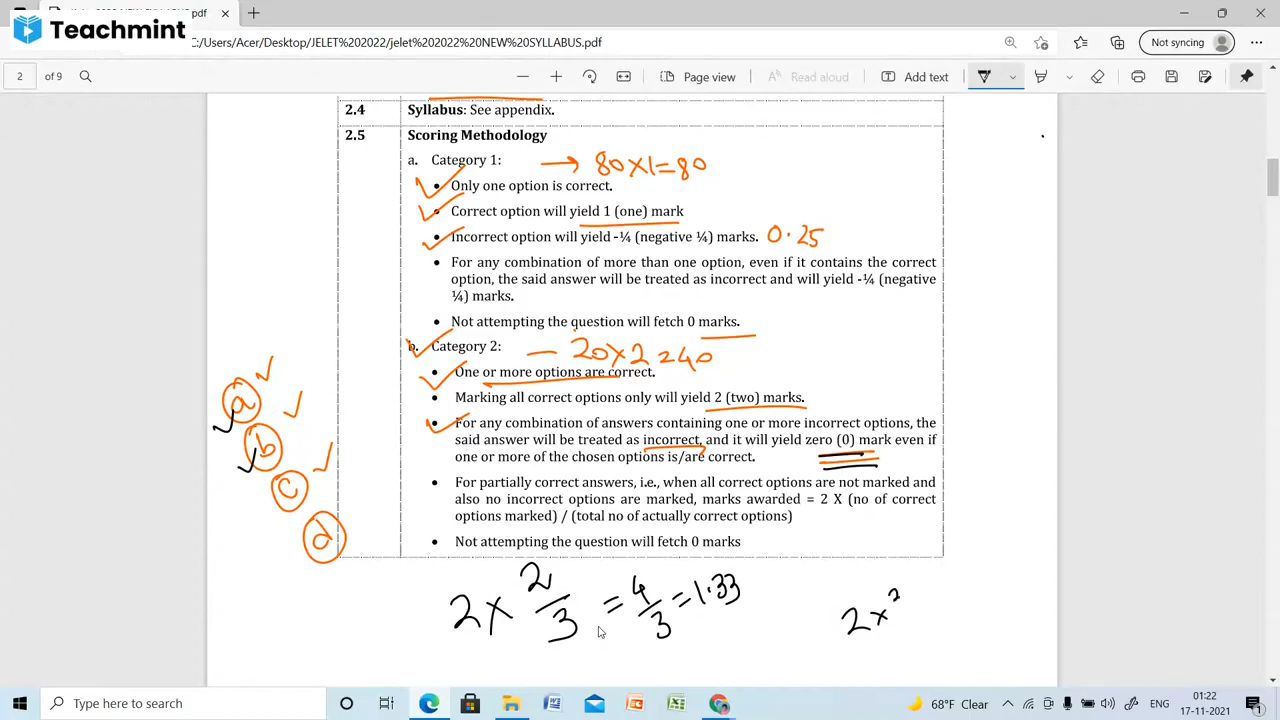 Teachmint
pdf
C:/Users/Acer/Desktop/JELET%202022/jelet%202022%20NEW%20SYLLABUS.pdf
Not syncing
2 of 9
Page view
Read aloud
Add text
2.4 Syllabus: See appendix.
2.5 Scoring Methodology
a. Category 1: → 80×1=80
• Only one option is correct.
• Correct option will yield 1 (one) mark
• Incorrect option will yield -¼ (negative ¼) marks. 0.25
• For any combination of more than one option, even if it contains the correct
option, the said answer will be treated as incorrect and will yield -¼ (negative
¼) marks.
• Not attempting the question will fetch 0 marks.
b. Category 2: — 20×2=40
• One or more options are correct.
• Marking all correct options only will yield 2 (two) marks.
• For any combination of answers containing one or more incorrect options, the
said answer will be treated as incorrect, and it will yield zero (0) mark even if
one or more of the chosen options is/are correct.
• For partially correct answers, i.e., when all correct options are not marked and
also no incorrect options are marked, marks awarded = 2 X (no of correct
options marked) / (total no of actually correct options)
• Not attempting the question will fetch 0 marks
a
b
c
d
2 × 2/3 = 4/3 = 1.33
2 ×
Type here to search
68°F Clear
01:22
17-11-2021